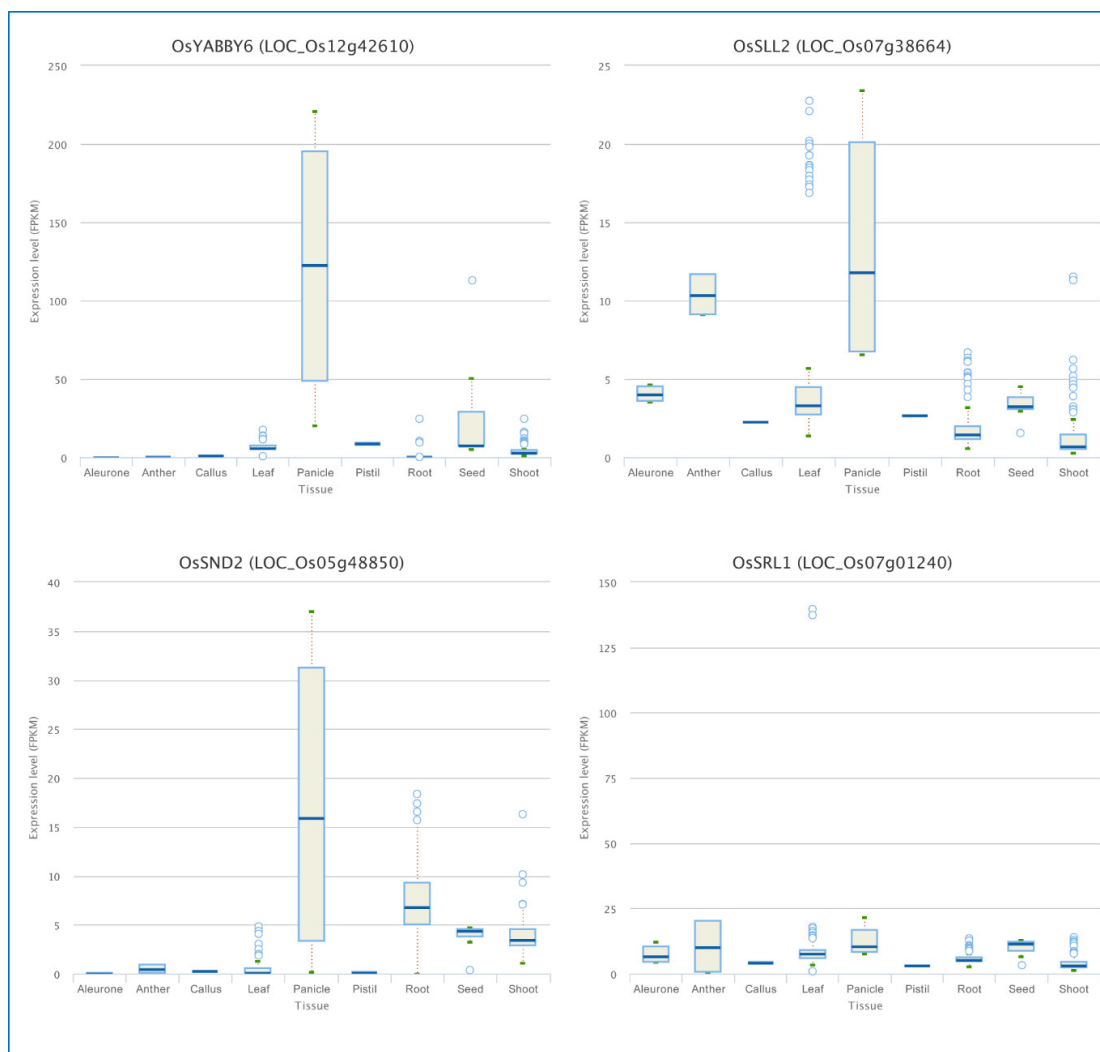 OsYABBY6 (LOC_Os12g42610)
250
200
150
100
50
0
Expression level (FPKM)
Aleurone Anther Callus Leaf Panicle Pistil Root Seed Shoot
Tissue
OsSLL2 (LOC_Os07g38664)
25
20
15
10
5
0
Expression level (FPKM)
Aleurone Anther Callus Leaf Panicle Pistil Root Seed Shoot
Tissue
OsSND2 (LOC_Os05g48850)
40
35
30
25
20
15
10
5
0
Expression level (FPKM)
Aleurone Anther Callus Leaf Panicle Pistil Root Seed Shoot
Tissue
OsSRL1 (LOC_Os07g01240)
150
125
100
75
50
25
0
Expression level (FPKM)
Aleurone Anther Callus Leaf Panicle Pistil Root Seed Shoot
Tissue